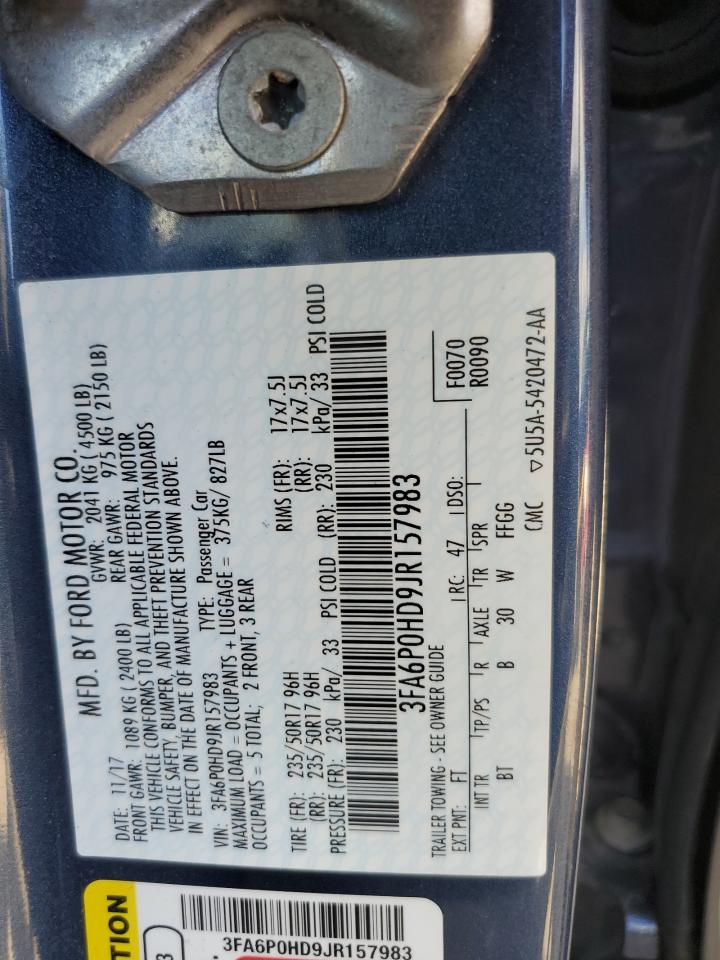 MFD. BY FORD MOTOR CO.
DATE: 11/17 GVWR: 2041 KG ( 4500 LB)
FRONT GAWR: 1089 KG ( 2400 LB) REAR GAWR: 975 KG ( 2150 LB)
THIS VEHICLE CONFORMS TO ALL APPLICABLE FEDERAL MOTOR
VEHICLE SAFETY, BUMPER, AND THEFT PREVENTION STANDARDS
IN EFFECT ON THE DATE OF MANUFACTURE SHOWN ABOVE.
VIN: 3FA6P0HD9JR157983 TYPE: Passenger Car
MAXIMUM LOAD = OCCUPANTS + LUGGAGE = 375KG/ 827LB
OCCUPANTS = 5 TOTAL; 2 FRONT, 3 REAR
TIRE (FR): 235/50R17 96H RIMS (FR): 17x7.5J
(RR): 235/50R17 96H (RR): 17x7.5J
PRESSURE (FR): 230 kPa/ 33 PSI COLD (RR): 230 kPa/ 33 PSI COLD
3FA6P0HD9JR157983
TRAILER TOWING - SEE OWNER GUIDE F0070
EXT PNT: FT RC: 47 DSO: R0090
INT TR TP/PS R AXLE TR SPR
BT B 30 W FFGG
CMC ▽5U5A-5420472-AA
TION
3
3FA6P0HD9JR157983